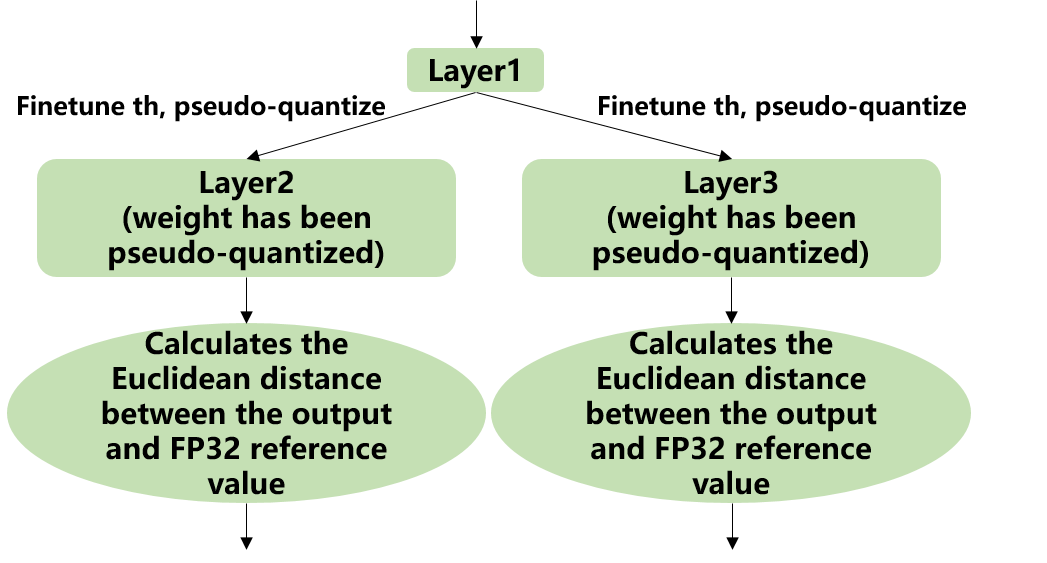 Layer1
Finetune th, pseudo-quantize
Finetune th, pseudo-quantize
Layer2
(weight has been
pseudo-quantized)
Layer3
(weight has been
pseudo-quantized)
Calculates the
Euclidean distance
between the output
and FP32 reference
value
Calculates the
Euclidean distance
between the output
and FP32 reference
value